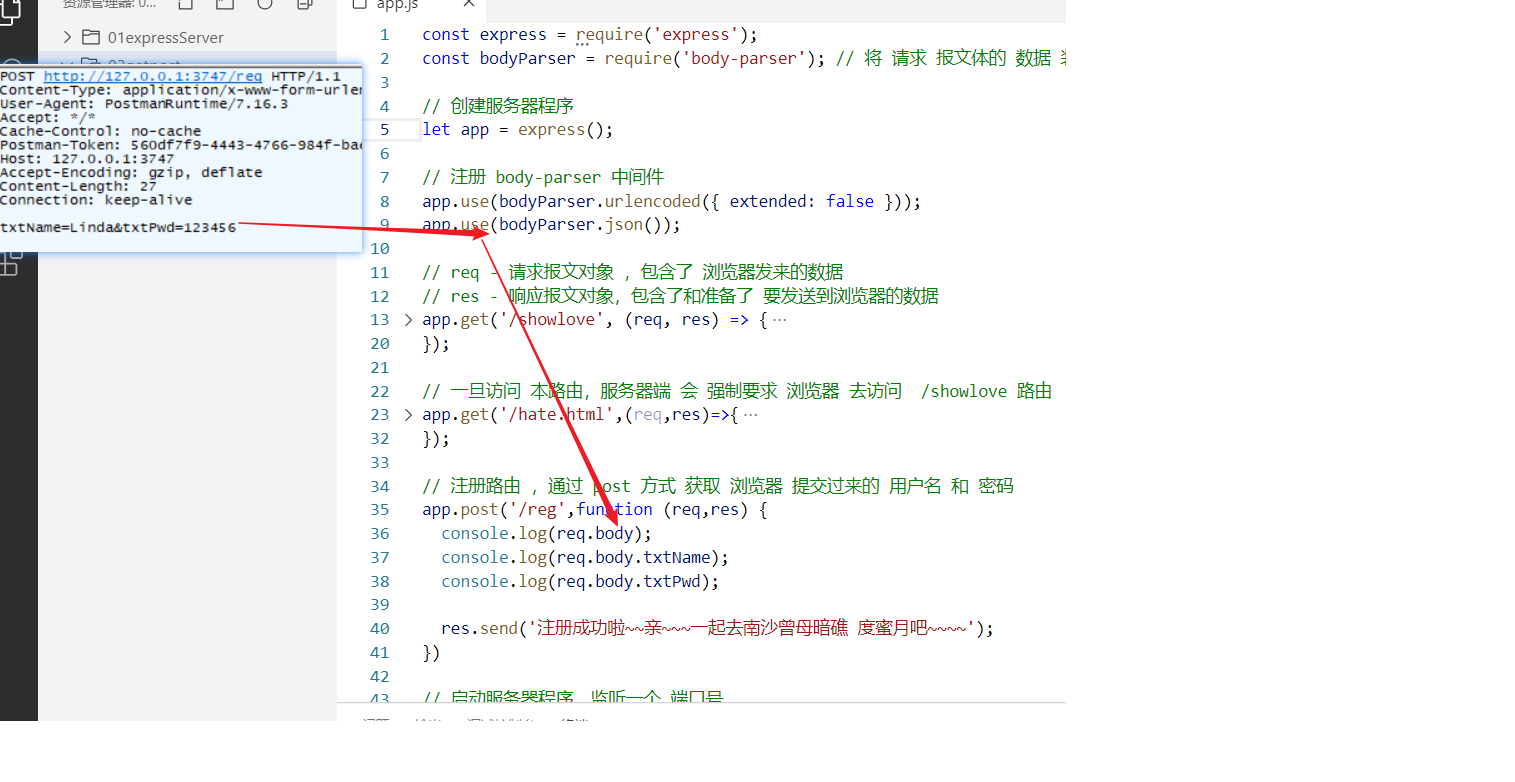 资源管理器: 0...
app.js
01expressServer
POST http://127.0.0.1:3747/reg HTTP/1.1
Content-Type: application/x-www-form-urler
User-Agent: PostmanRuntime/7.16.3
Accept: */*
Cache-Control: no-cache
Postman-Token: 560df7f9-4443-4766-984f-bae
Host: 127.0.0.1:3747
Accept-Encoding: gzip, deflate
Content-Length: 27
Connection: keep-alive
txtName=Linda&txtPwd=123456
1 const express = require('express');
2 const bodyParser = require('body-parser'); // 将 请求 报文体的 数据 装
3
4 // 创建服务器程序
5 let app = express();
6
7 // 注册 body-parser 中间件
8 app.use(bodyParser.urlencoded({ extended: false }));
9 app.use(bodyParser.json());
10
11 // req - 请求报文对象 ，包含了 浏览器发来的数据
12 // res - 响应报文对象，包含了和准备了 要发送到浏览器的数据
13 app.get('/showlove', (req, res) => {…
20 });
21
22 // 一旦访问 本路由，服务器端 会 强制要求 浏览器 去访问  /showlove 路由
23 app.get('/hate.html',(req,res)=>{…
32 });
33
34 // 注册路由 ，通过 post 方式 获取 浏览器 提交过来的 用户名 和 密码
35 app.post('/reg',function (req,res) {
36 console.log(req.body);
37 console.log(req.body.txtName);
38 console.log(req.body.txtPwd);
39
40 res.send('注册成功啦~~亲~~~一起去南沙曾母暗礁 度蜜月吧~~~~');
41 })
42
43 // 启动服务器程序，监听一个 端口号